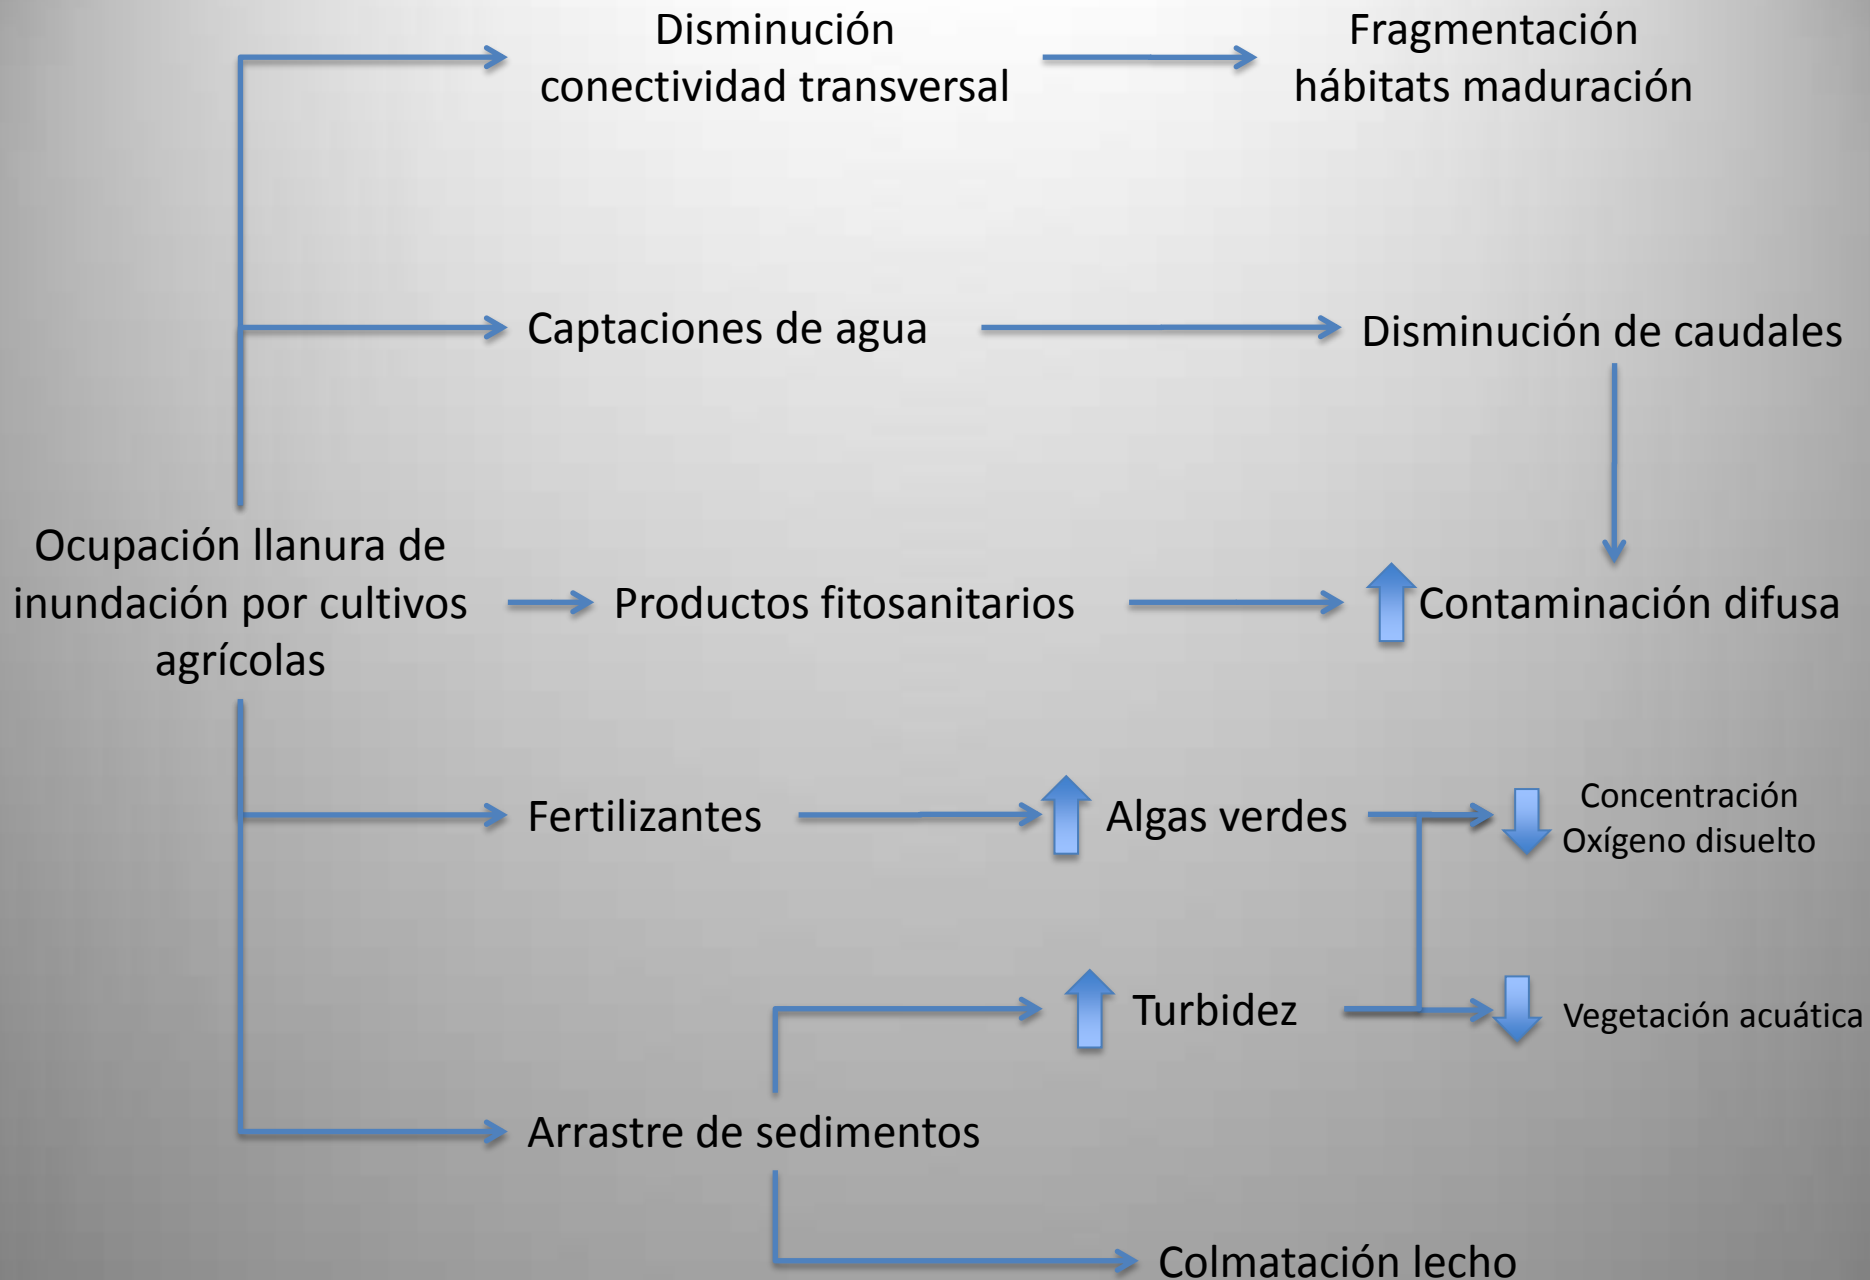 Disminución
conectividad transversal
Fragmentación
hábitats maduración
Captaciones de agua
Disminución de caudales
Ocupación llanura de
inundación por cultivos
agrícolas
Productos fitosanitarios
Contaminación difusa
Fertilizantes
Algas verdes
Concentración
Oxígeno disuelto
Turbidez
Vegetación acuática
Arrastre de sedimentos
Colmatación lecho